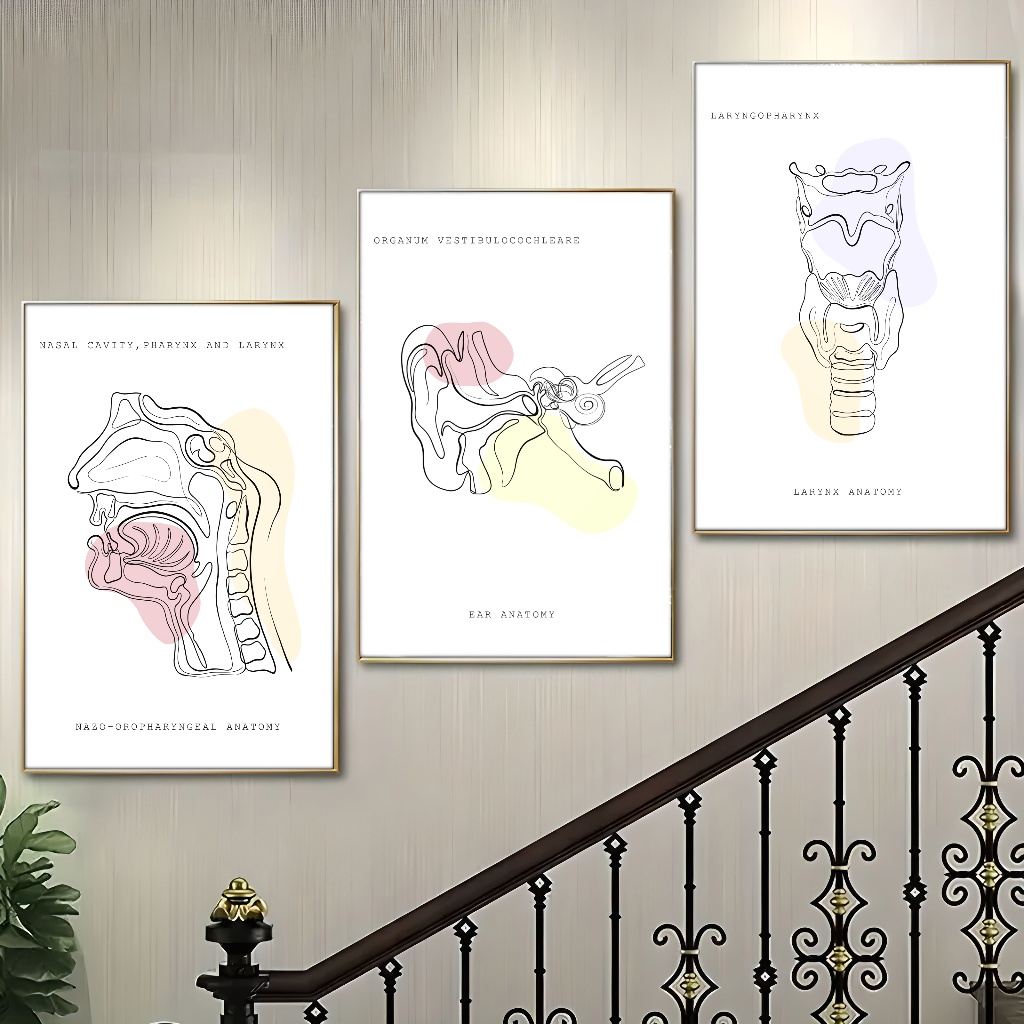 NASAL CAVITY, PHARYNX AND LARYNX
NAZO-OROPHARYNGEAL ANATOMY
ORGANUM VESTIBULOCOCHLEARE
EAR ANATOMY
LARYNGOPHARYNX
LARYNX ANATOMY